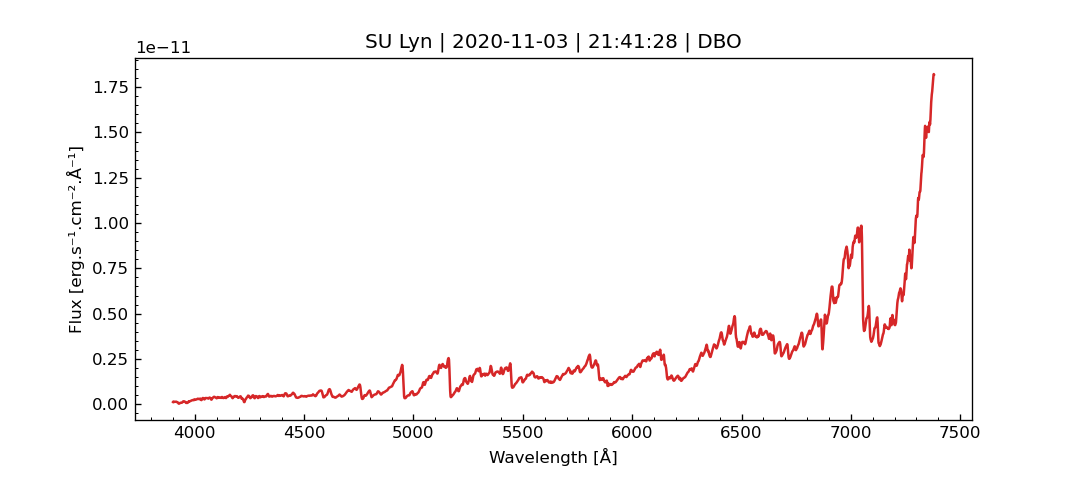 SU Lyn | 2020-11-03 | 21:41:28 | DBO
1e−11
1.75
1.50
1.25
1.00
0.75
0.50
0.25
0.00
Flux [erg.s⁻¹.cm⁻².Å⁻¹]
4000 4500 5000 5500 6000 6500 7000 7500
Wavelength [Å]